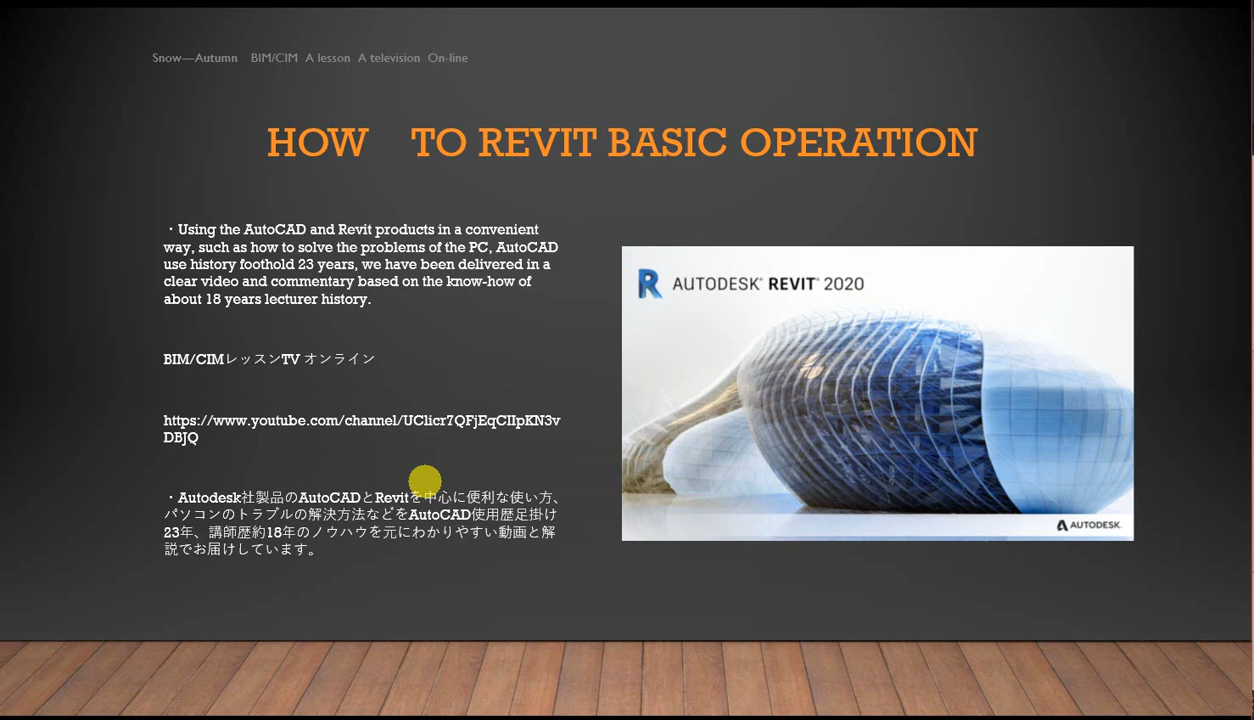 Snow—Autumn BIM/CIM A lesson A television On-line
HOW TO REVIT BASIC OPERATION
・Using the AutoCAD and Revit products in a convenient
way, such as how to solve the problems of the PC, AutoCAD
use history foothold 23 years, we have been delivered in a
clear video and commentary based on the know-how of
about 18 years lecturer history.
BIM/CIMレッスンTV オンライン
https://www.youtube.com/channel/UClicr7QFjEqCIIpKN3v
DBJQ
・Autodesk社製品のAutoCADとRevitを中心に便利な使い方、
パソコンのトラブルの解決方法などをAutoCAD使用歴足掛け
23年、講師歴約18年のノウハウを元にわかりやすい動画と解
説でお届けしています。
R AUTODESK® REVIT® 2020
AUTODESK.